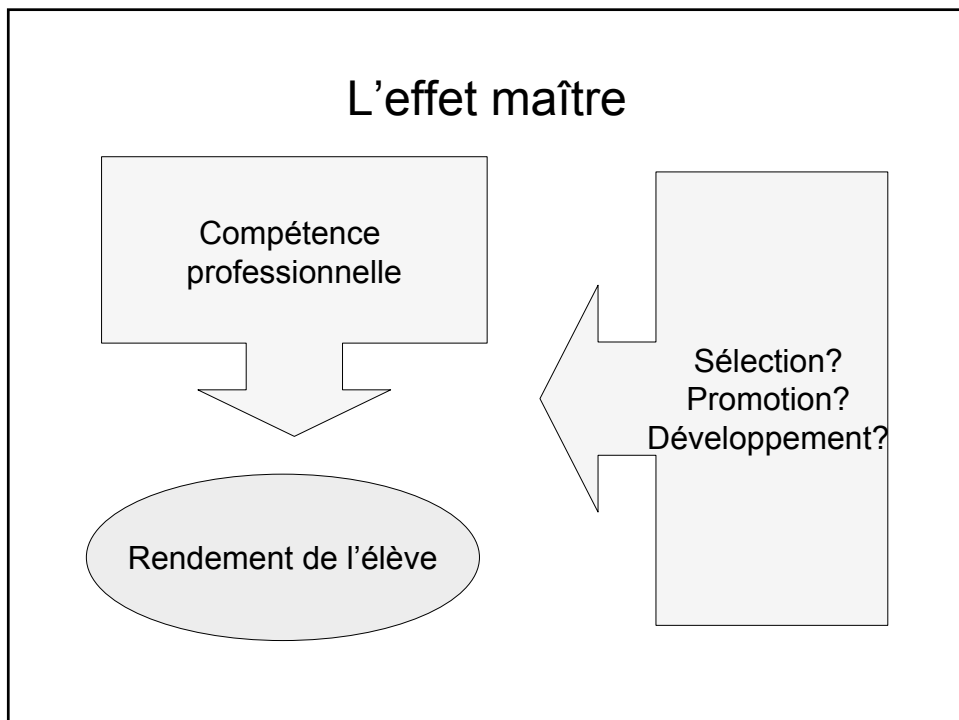 L’effet maître
Compétence
professionnelle
Sélection?
Promotion?
Développement?
Rendement de l’élève